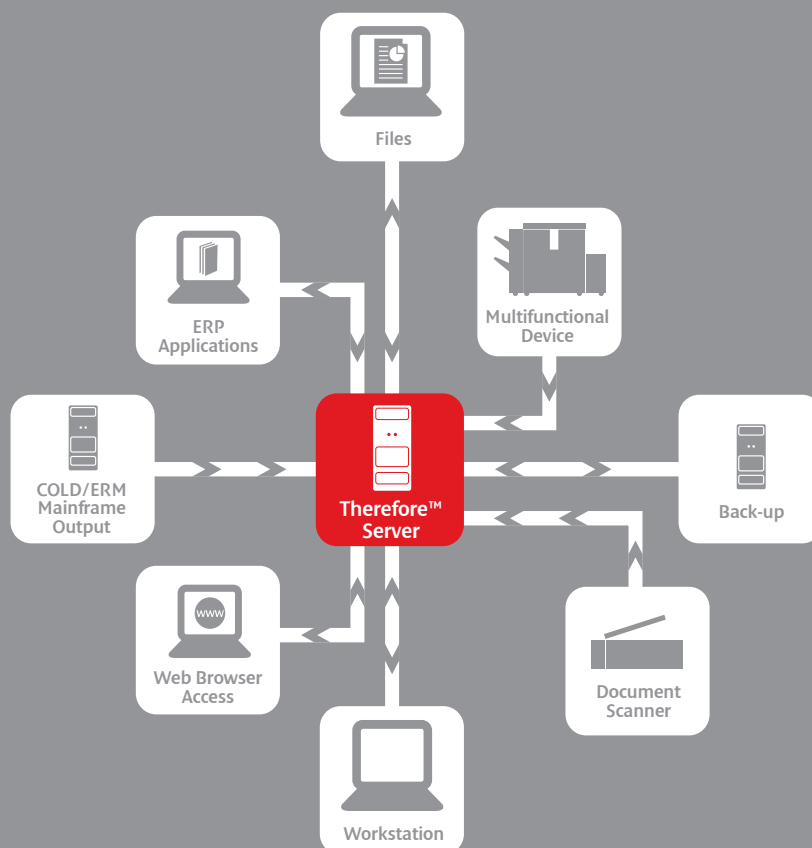 Files
Multifunctional
Device
ERP
Applications
COLD/ERM
Mainframe
Output
Therefore™
Server
Back-up
www
Web Browser
Access
Document
Scanner
Workstation